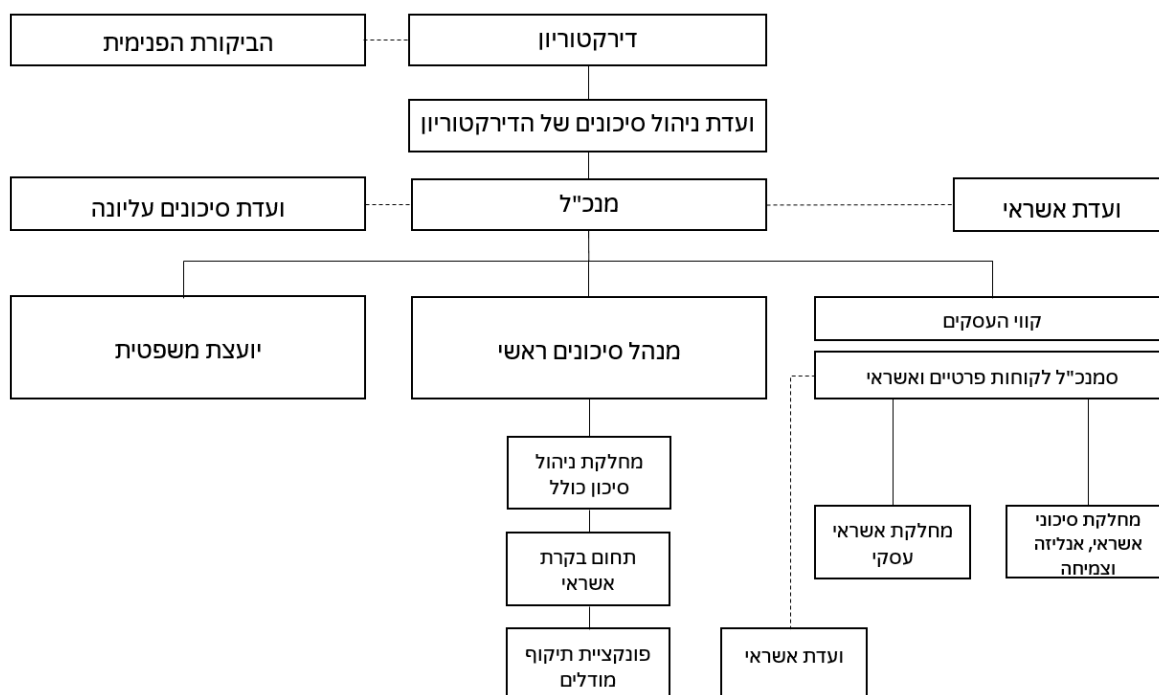 דירקטוריון
הביקורת הפנימית
ועדת ניהול סיכונים של הדירקטוריון
ועדת אשראי
מנכ"ל
ועדת סיכונים עליונה
קווי העסקים
מנהל סיכונים ראשי
יועצת משפטית
סמנכ"ל לקוחות פרטיים ואשראי
מחלקת ניהול
סיכון כולל
מחלקת סיכוני
אשראי, אנליזה
וצמיחה
מחלקת אשראי
עסקי
תחום בקרת
אשראי
ועדת אשראי
פונקציית תיקוף
מודלים